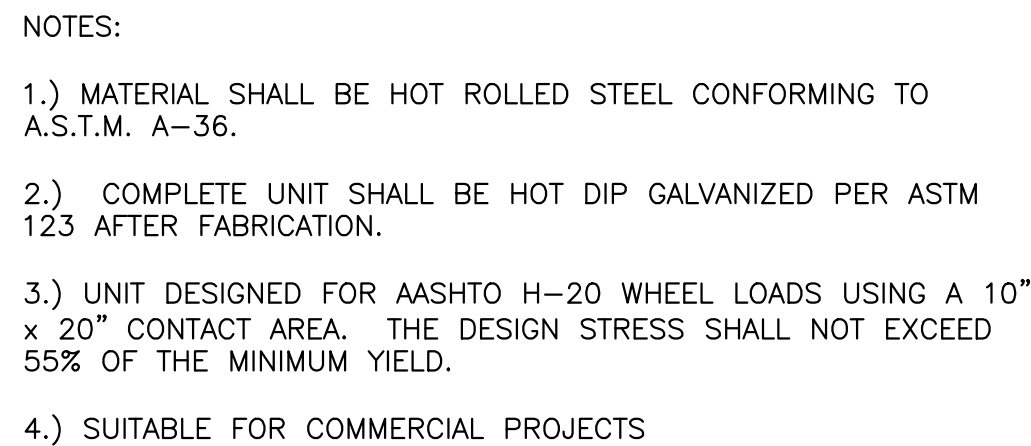 NOTES:
1.) MATERIAL SHALL BE HOT ROLLED STEEL CONFORMING TO
A.S.T.M. A-36.
2.) COMPLETE UNIT SHALL BE HOT DIP GALVANIZED PER ASTM
123 AFTER FABRICATION.
3.) UNIT DESIGNED FOR AASHTO H-20 WHEEL LOADS USING A 10"
x 20" CONTACT AREA. THE DESIGN STRESS SHALL NOT EXCEED
55% OF THE MINIMUM YIELD.
4.) SUITABLE FOR COMMERCIAL PROJECTS